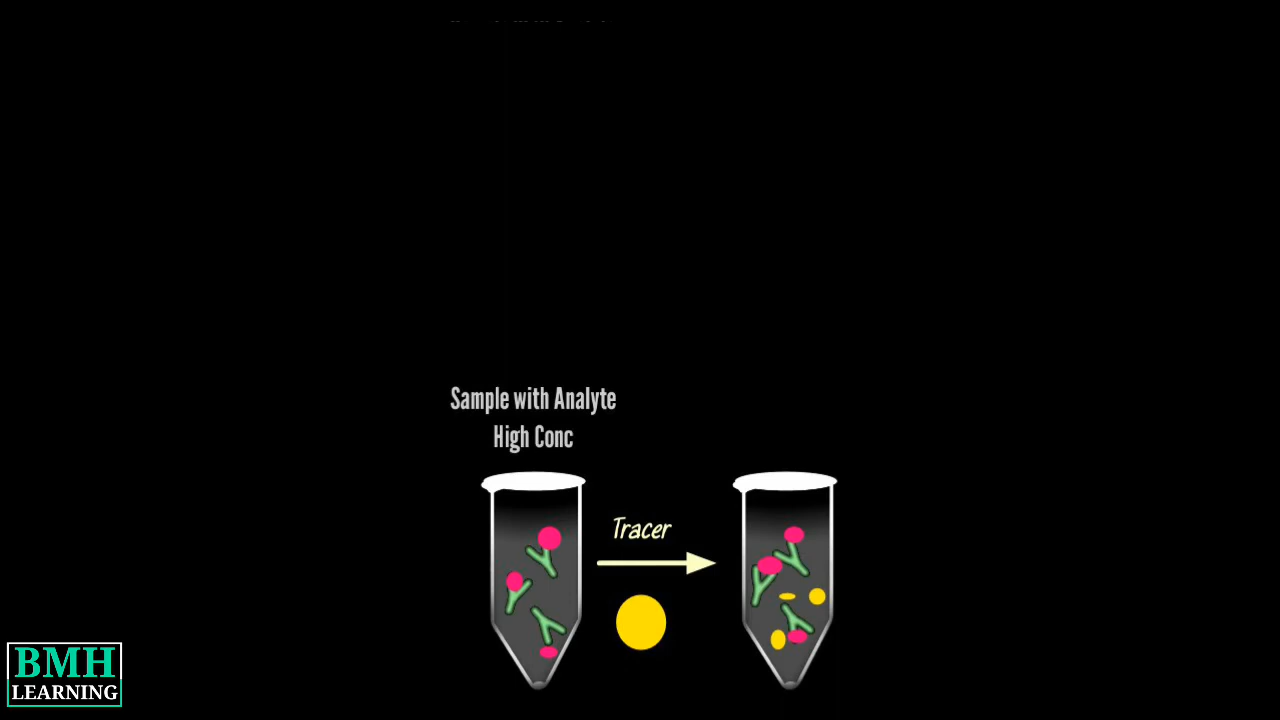 Sample with Analyte
High Conc
Tracer
BMH
LEARNING